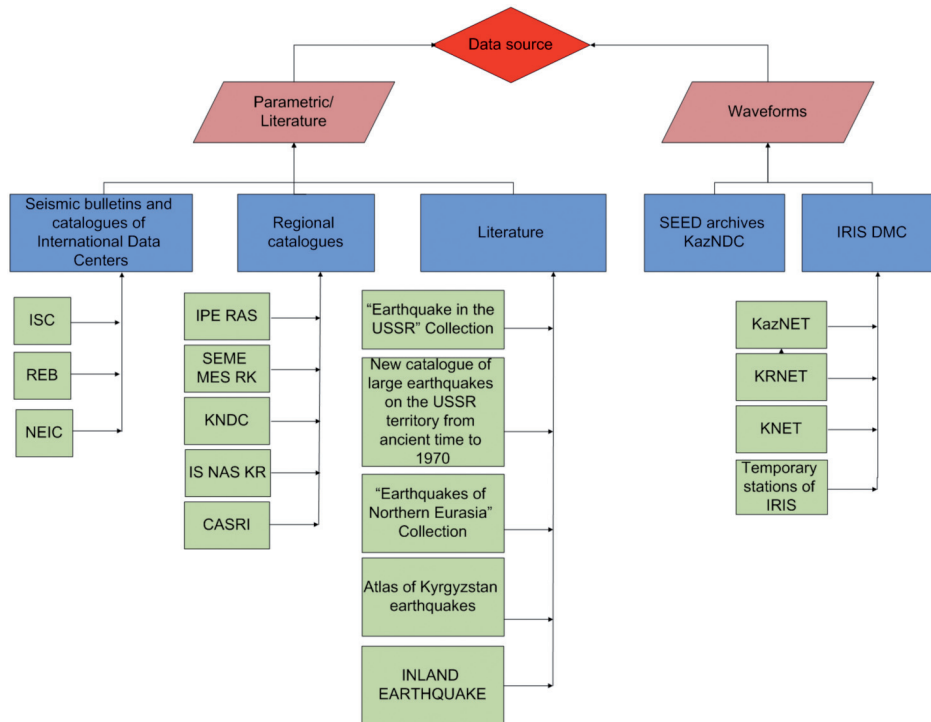 Data source
Parametric/
Literature
Waveforms
Seismic bulletins and
catalogues of
International Data
Centers
Regional
catalogues
Literature
SEED archives
KazNDC
IRIS DMC
ISC
REB
NEIC
IPE RAS
SEME
MES RK
KNDC
IS NAS KR
CASRI
“Earthquake in the
USSR” Collection
New catalogue of
large earthquakes
on the USSR
territory from
ancient time to
1970
“Earthquakes of
Northern Eurasia”
Collection
Atlas of Kyrgyzstan
earthquakes
INLAND
EARTHQUAKE
KazNET
KRNET
KNET
Temporary
stations of
IRIS